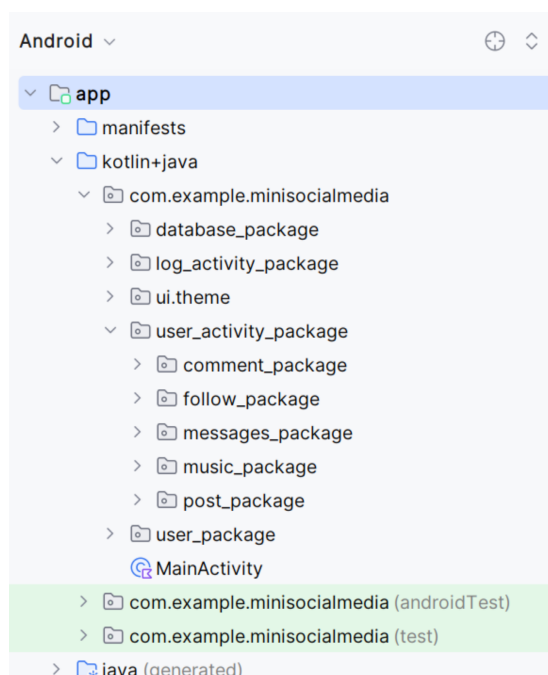 Android
app
manifests
kotlin+java
com.example.minisocialmedia
database_package
log_activity_package
ui.theme
user_activity_package
comment_package
follow_package
messages_package
music_package
post_package
user_package
MainActivity
com.example.minisocialmedia (androidTest)
com.example.minisocialmedia (test)
java (generated)